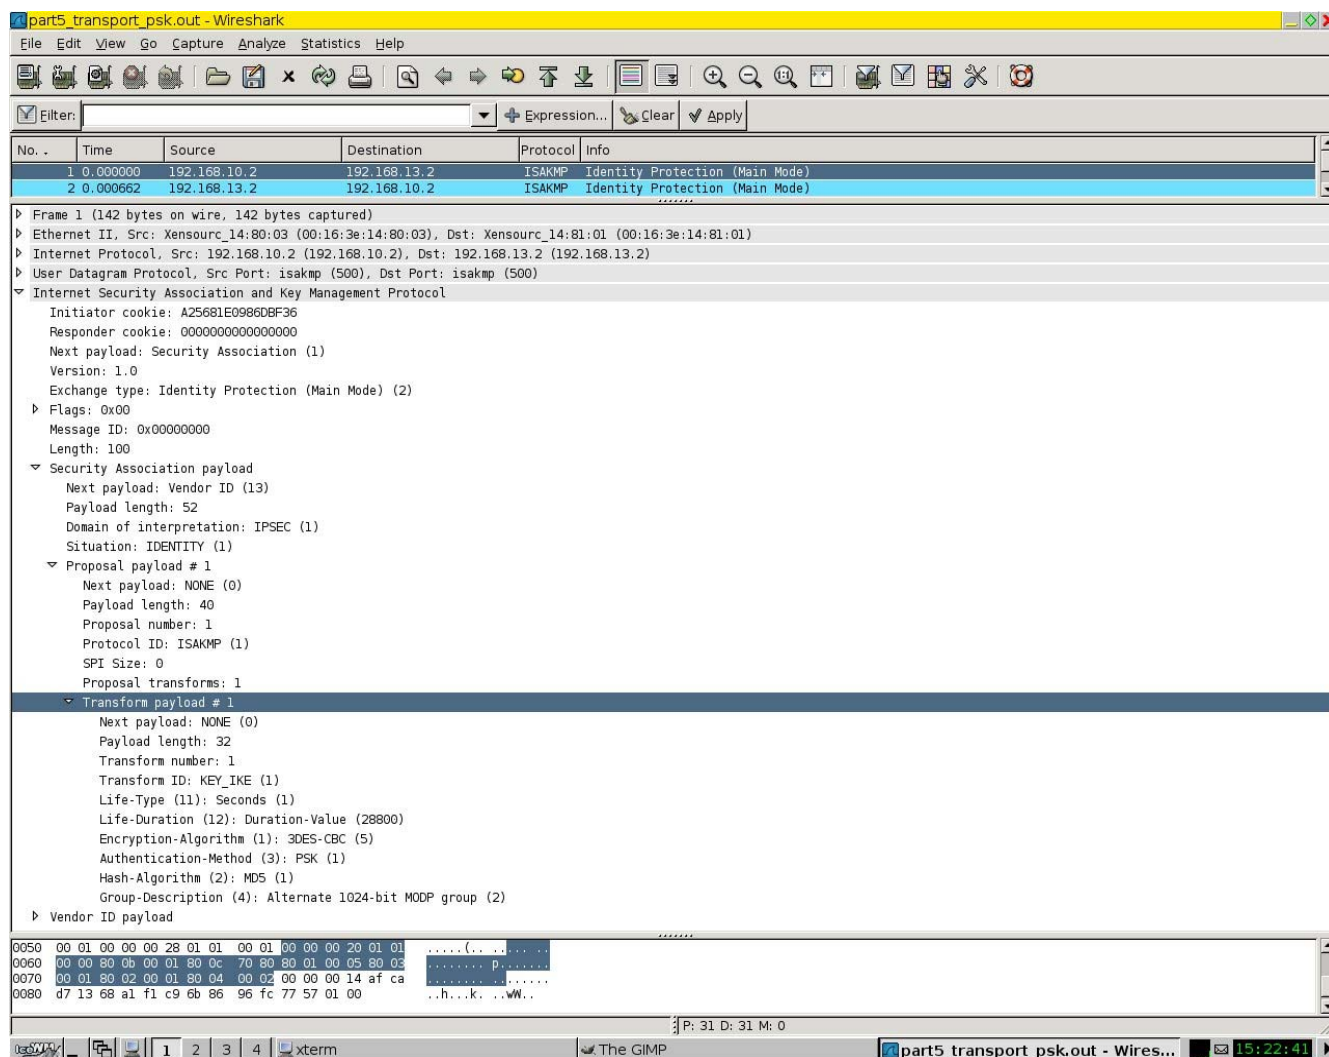 part5_transport_psk.out - Wireshark
File Edit View Go Capture Analyze Statistics Help
Filter: Expression... Clear Apply
No. . Time Source Destination Protocol Info
1 0.000000 192.168.10.2 192.168.13.2 ISAKMP Identity Protection (Main Mode)
2 0.000662 192.168.13.2 192.168.10.2 ISAKMP Identity Protection (Main Mode)
Frame 1 (142 bytes on wire, 142 bytes captured)
Ethernet II, Src: Xensourc_14:80:03 (00:16:3e:14:80:03), Dst: Xensourc_14:81:01 (00:16:3e:14:81:01)
Internet Protocol, Src: 192.168.10.2 (192.168.10.2), Dst: 192.168.13.2 (192.168.13.2)
User Datagram Protocol, Src Port: isakmp (500), Dst Port: isakmp (500)
Internet Security Association and Key Management Protocol
Initiator cookie: A25681E0986DBF36
Responder cookie: 0000000000000000
Next payload: Security Association (1)
Version: 1.0
Exchange type: Identity Protection (Main Mode) (2)
Flags: 0x00
Message ID: 0x00000000
Length: 100
Security Association payload
Next payload: Vendor ID (13)
Payload length: 52
Domain of interpretation: IPSEC (1)
Situation: IDENTITY (1)
Proposal payload # 1
Next payload: NONE (0)
Payload length: 40
Proposal number: 1
Protocol ID: ISAKMP (1)
SPI Size: 0
Proposal transforms: 1
Transform payload # 1
Next payload: NONE (0)
Payload length: 32
Transform number: 1
Transform ID: KEY_IKE (1)
Life-Type (11): Seconds (1)
Life-Duration (12): Duration-Value (28800)
Encryption-Algorithm (1): 3DES-CBC (5)
Authentication-Method (3): PSK (1)
Hash-Algorithm (2): MD5 (1)
Group-Description (4): Alternate 1024-bit MODP group (2)
Vendor ID payload
0050 00 01 00 00 00 28 01 01 00 01 00 00 00 20 01 01 .....(.. ..... ..
0060 00 00 80 0b 00 01 80 0c 70 80 80 01 00 05 80 03 ........ p.......
0070 00 01 80 02 00 01 80 04 00 02 00 00 00 14 af ca ........ ........
0080 d7 13 68 a1 f1 c9 6b 86 96 fc 77 57 01 00 ..h...k. ..wW..
P: 31 D: 31 M: 0
IceWM 1 2 3 4 xterm The GIMP part5_transport_psk.out - Wires... 15:22:41